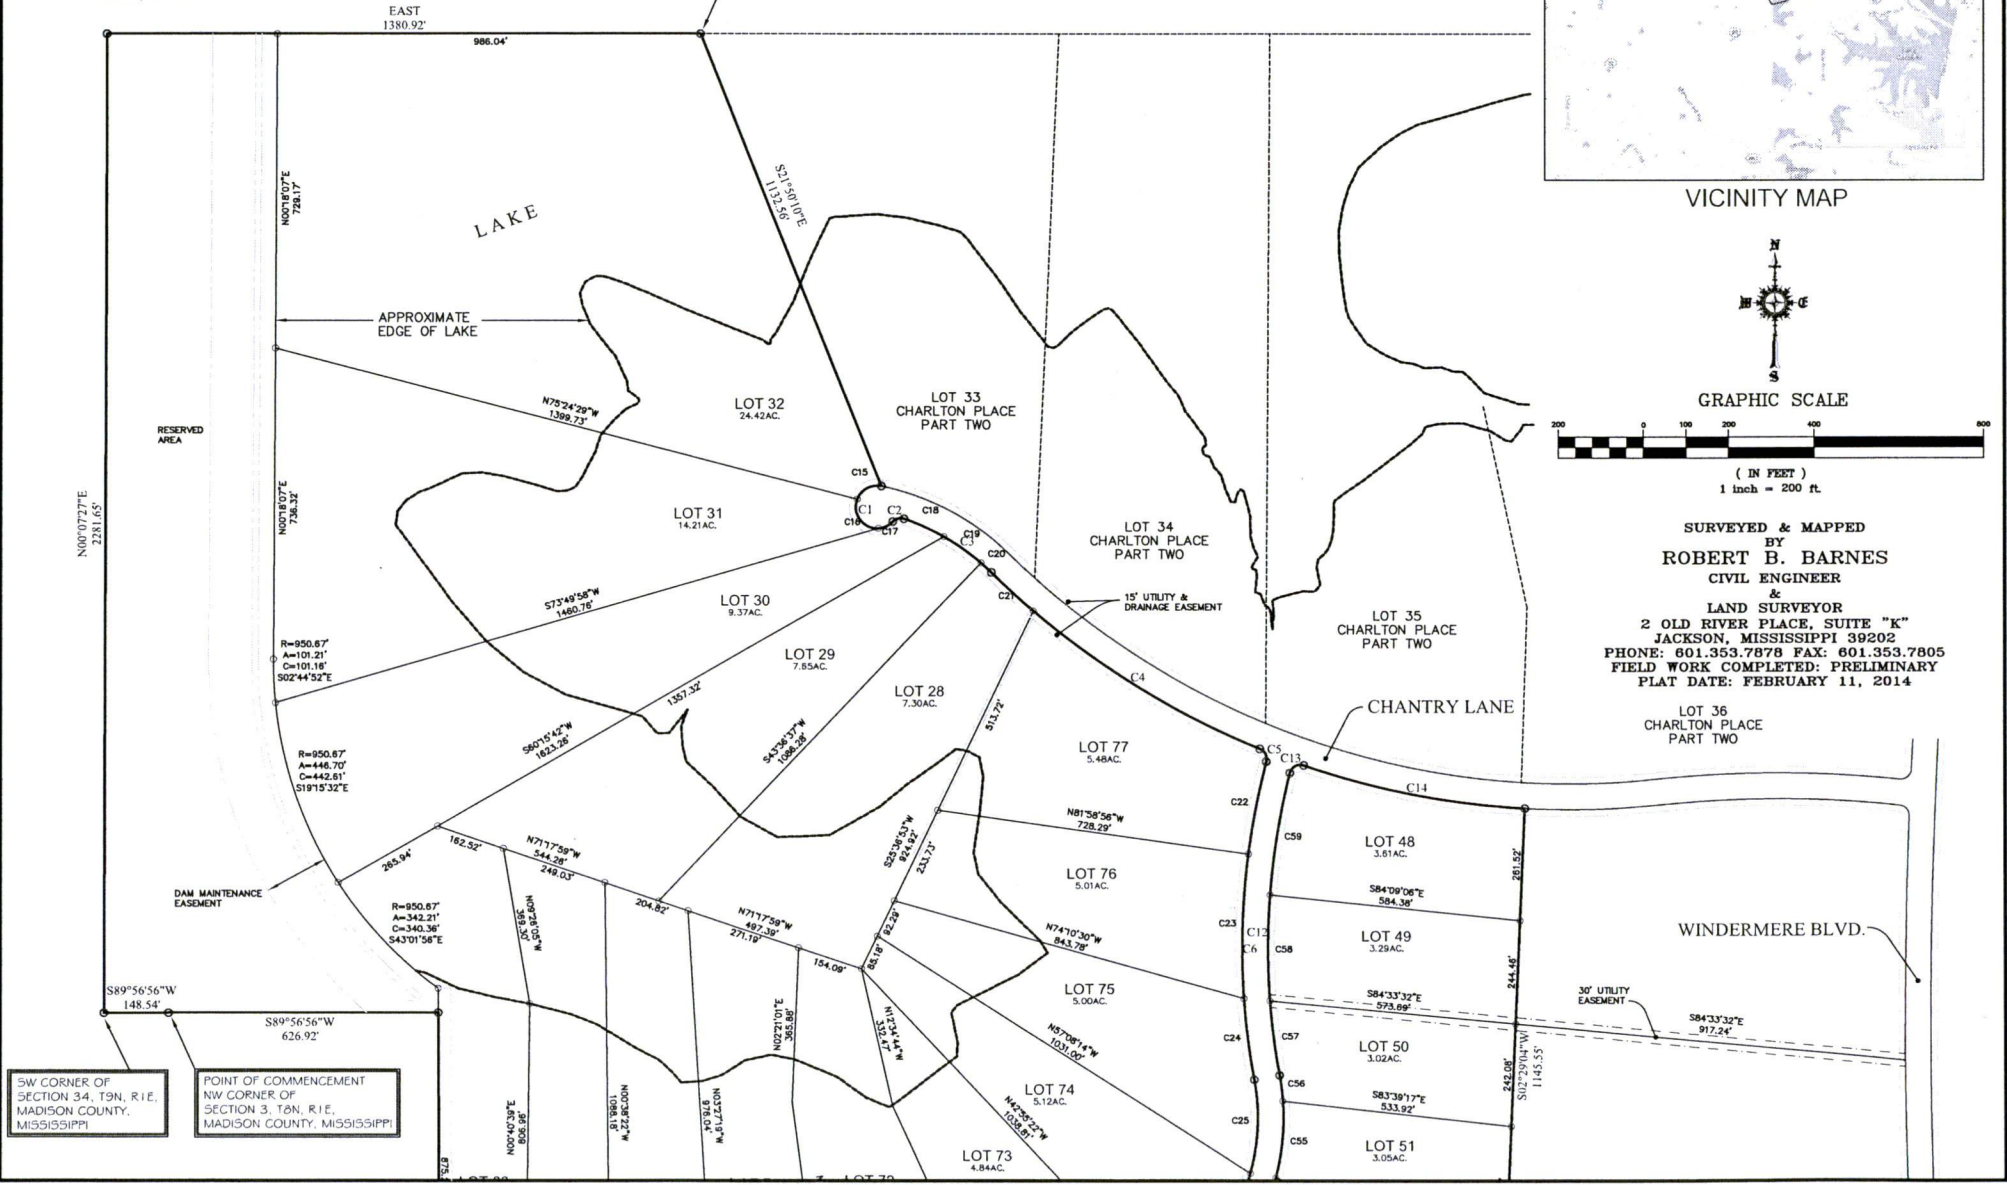 EAST
1380.92'
986.04'
N00°18'07"E
729.17'
LAKE
S21°50'10"E
1132.56'
APPROXIMATE
EDGE OF LAKE
VICINITY MAP
N
E
S
GRAPHIC SCALE
200 0 100 200 400 800
( IN FEET )
1 inch = 200 ft.
SURVEYED & MAPPED
BY
ROBERT B. BARNES
CIVIL ENGINEER
&
LAND SURVEYOR
2 OLD RIVER PLACE, SUITE "K"
JACKSON, MISSISSIPPI 39202
PHONE: 601.353.7878 FAX: 601.353.7805
FIELD WORK COMPLETED: PRELIMINARY
PLAT DATE: FEBRUARY 11, 2014
N75°24'29"W
1399.73'
LOT 32
24.42AC.
LOT 33
CHARLTON PLACE
PART TWO
RESERVED
AREA
N00°07'27"E
2281.65'
N00°18'07"E
736.32'
C15
C1
C16
C2
C17
C18
C19
C3
C20
C21
LOT 31
14.21AC.
LOT 34
CHARLTON PLACE
PART TWO
S73°49'58"W
1460.76'
LOT 30
9.37AC.
15' UTILITY &
DRAINAGE EASEMENT
LOT 35
CHARLTON PLACE
PART TWO
R=950.67'
A=101.21'
C=101.16'
S02°44'52"E
LOT 29
7.65AC.
1357.32'
LOT 28
7.30AC.
C4
CHANTRY LANE
LOT 36
CHARLTON PLACE
PART TWO
S60°15'42"W
1623.26'
S43°36'37"W
1086.28'
513.72'
LOT 77
5.48AC.
C5
C13
C14
R=950.67'
A=446.70'
C=442.61'
S19°15'32"E
C22
C59
N81°58'56"W
728.29'
S25°36'53"W
924.92'
233.73'
LOT 48
3.61AC.
261.52'
265.94'
162.52'
N71°17'59"W
544.26'
249.03'
LOT 76
5.01AC.
S84°09'06"E
584.38'
DAM MAINTENANCE
EASEMENT
R=950.67'
A=342.21'
C=340.36'
S43°01'56"E
N09°26'05"W
369.30'
204.82'
N71°17'59"W
497.39'
271.19'
92.29'
85.18'
154.09'
N74°10'30"W
843.78'
C23
C12
C6
C58
LOT 49
3.29AC.
244.46'
WINDERMERE BLVD.
S89°56'56"W
148.54'
S89°56'56"W
626.92'
LOT 75
5.00AC.
S84°33'32"E
573.69'
30' UTILITY
EASEMENT
S84°33'32"E
917.24'
N02°21'01"E
365.88'
N12°34'44"W
332.47'
N57°08'14"W
1031.00'
C24
C57
LOT 50
3.02AC.
242.08'
S02°29'04"W
1145.55'
SW CORNER OF
SECTION 34, T9N, R1E,
MADISON COUNTY,
MISSISSIPPI
POINT OF COMMENCEMENT
NW CORNER OF
SECTION 3, T8N, R1E,
MADISON COUNTY, MISSISSIPPI
LOT 74
5.12AC.
N42°55'22"W
1038.81'
C56
S83°39'17"E
533.92'
N00°40'39"E
906.96'
N00°38'22"W
1088.18'
N03°27'19"W
976.04'
C25
C55
LOT 51
3.05AC.
LOT 73
4.84AC.
875.
LOT 72